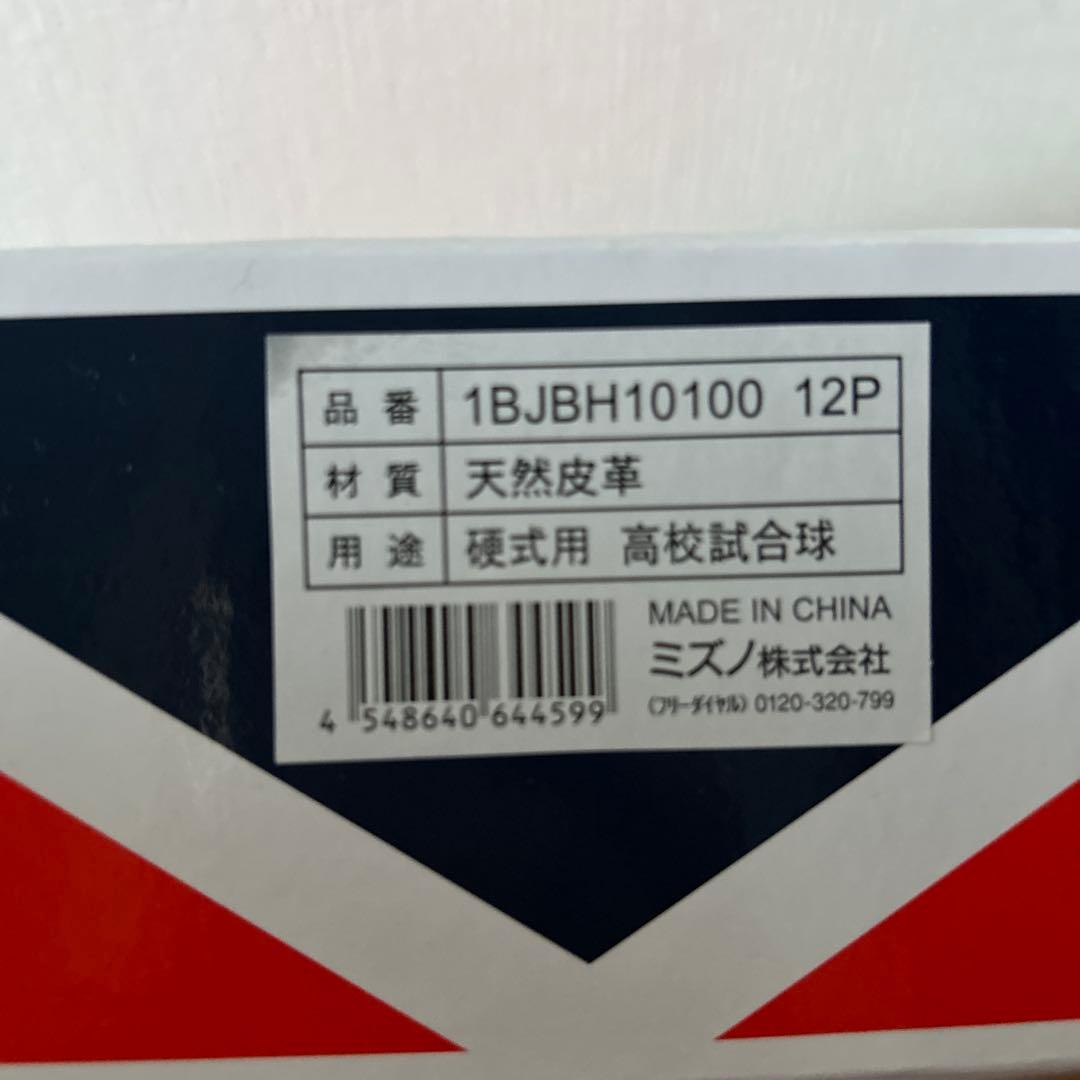 品番 1BJBH10100 12P
材質 天然皮革
用途 硬式用 高校試合球
MADE IN CHINA
ミズノ株式会社
(フリーダイヤル) 0120-320-799
4 548640 644599